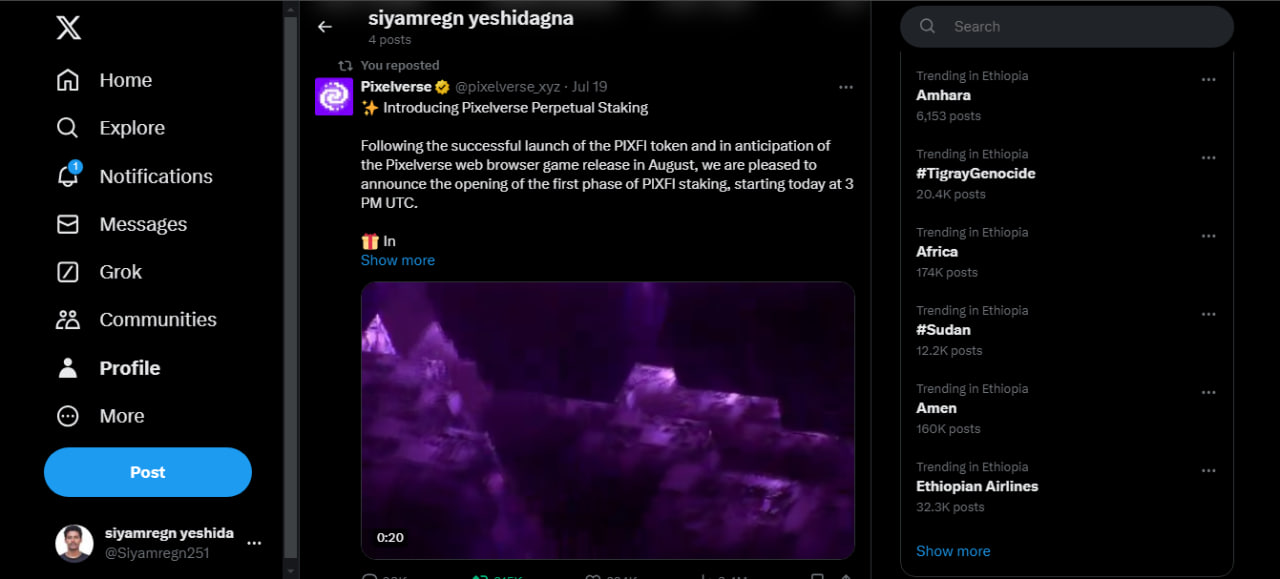 Home
Explore
1
Notifications
Messages
Grok
Communities
Profile
More
Post
siyamregn yeshida
@Siyamregn251
siyamregn yeshidagna
4 posts
You reposted
Pixelverse @pixelverse_xyz · Jul 19
✨ Introducing Pixelverse Perpetual Staking
Following the successful launch of the PIXFI token and in anticipation of
the Pixelverse web browser game release in August, we are pleased to
announce the opening of the first phase of PIXFI staking, starting today at 3
PM UTC.
🎁 In
Show more
0:20
Search
Trending in Ethiopia
Amhara
6,153 posts
Trending in Ethiopia
#TigrayGenocide
20.4K posts
Trending in Ethiopia
Africa
174K posts
Trending in Ethiopia
#Sudan
12.2K posts
Trending in Ethiopia
Amen
160K posts
Trending in Ethiopia
Ethiopian Airlines
32.3K posts
Show more